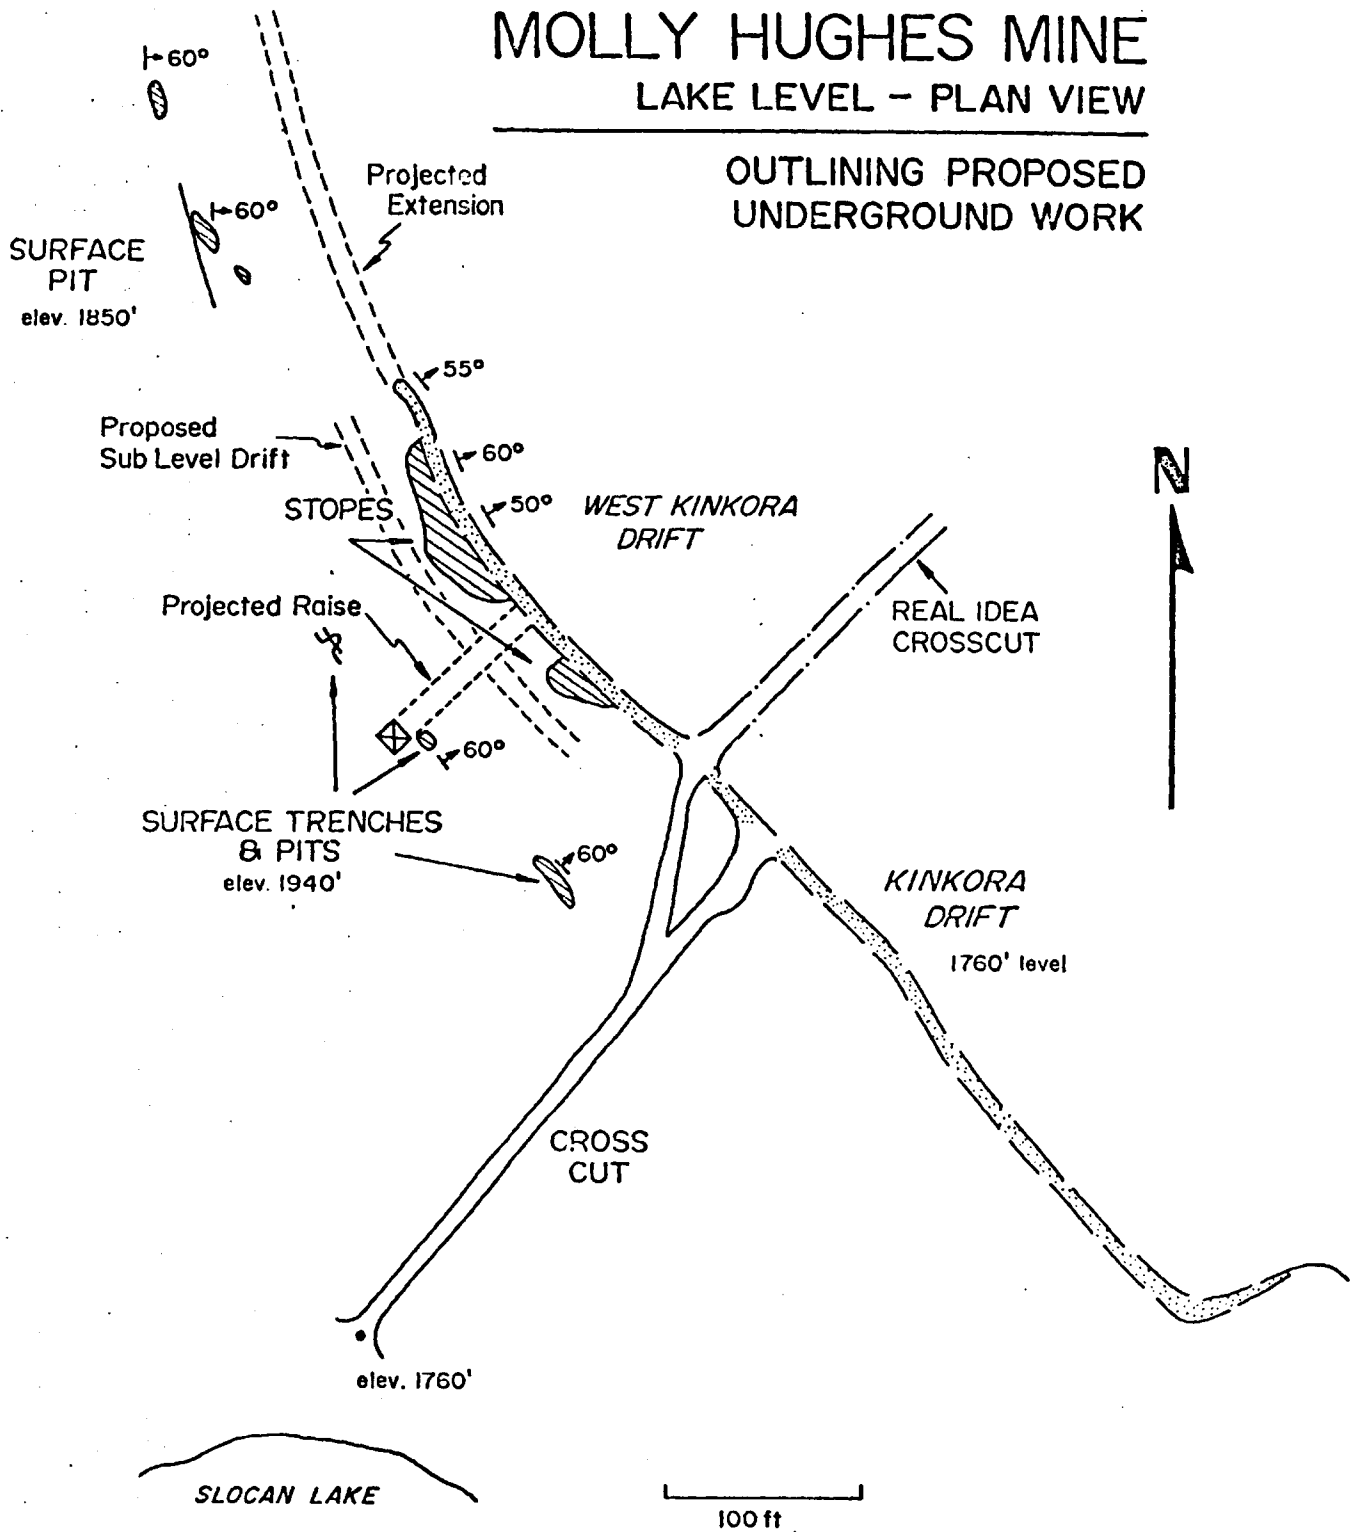 MOLLY HUGHES MINE
LAKE LEVEL - PLAN VIEW
OUTLINING PROPOSED
UNDERGROUND WORK
60°
Projected
Extension
60°
SURFACE
PIT
elev. 1850'
55°
Proposed
Sub Level Drift
60°
STOPES
50°
WEST KINKORA
DRIFT
N
Projected Raise
REAL IDEA
CROSSCUT
60°
SURFACE TRENCHES
& PITS
elev. 1940'
60°
KINKORA
DRIFT
1760' level
CROSS
CUT
elev. 1760'
SLOCAN LAKE
100 ft